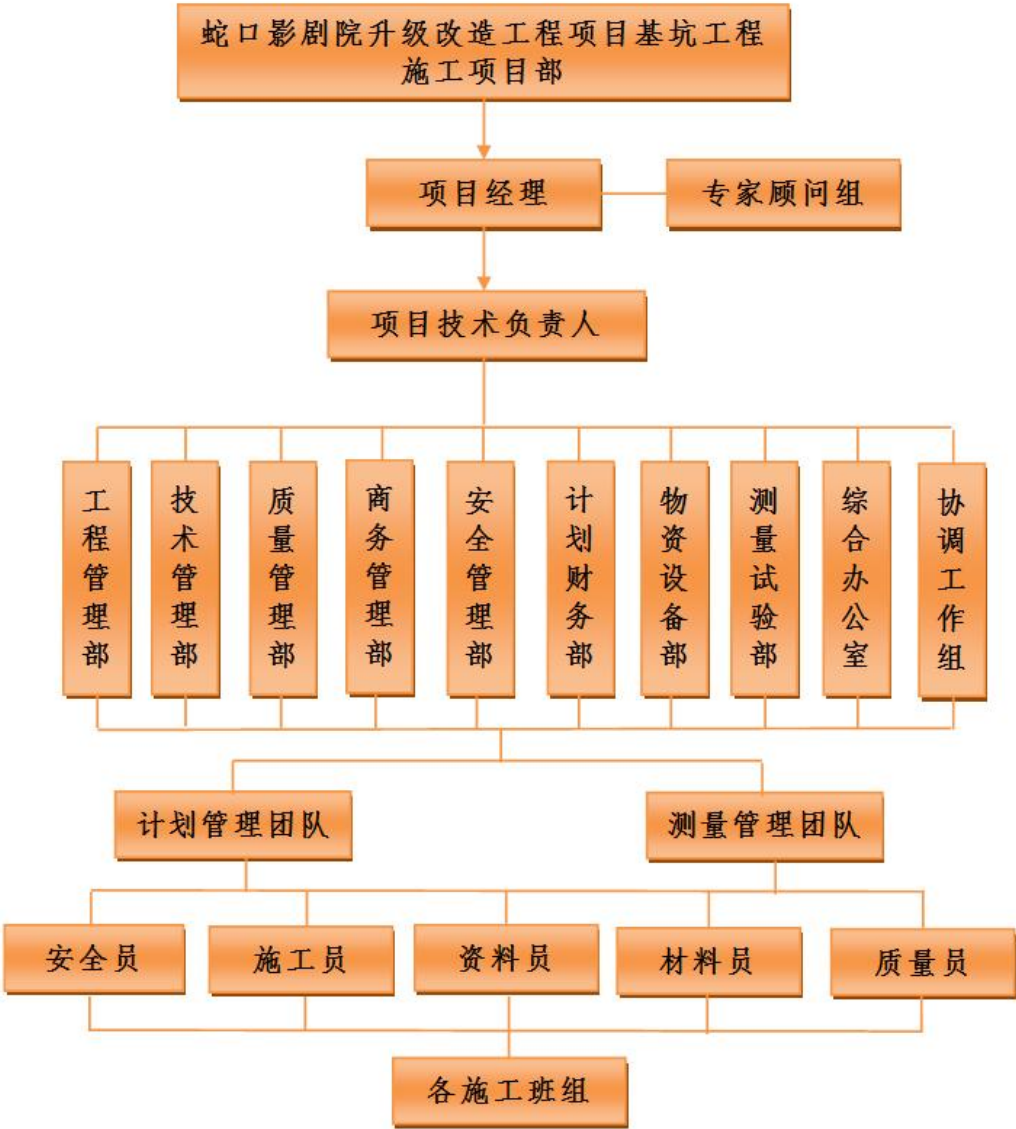 蛇口影剧院升级改造工程项目基坑工程
施工项目部
项目经理
专家顾问组
项目技术负责人
工程管理部
技术管理部
质量管理部
商务管理部
安全管理部
计划财务部
物资设备部
测量试验部
综合办公室
协调工作组
计划管理团队
测量管理团队
安全员
施工员
资料员
材料员
质量员
各施工班组